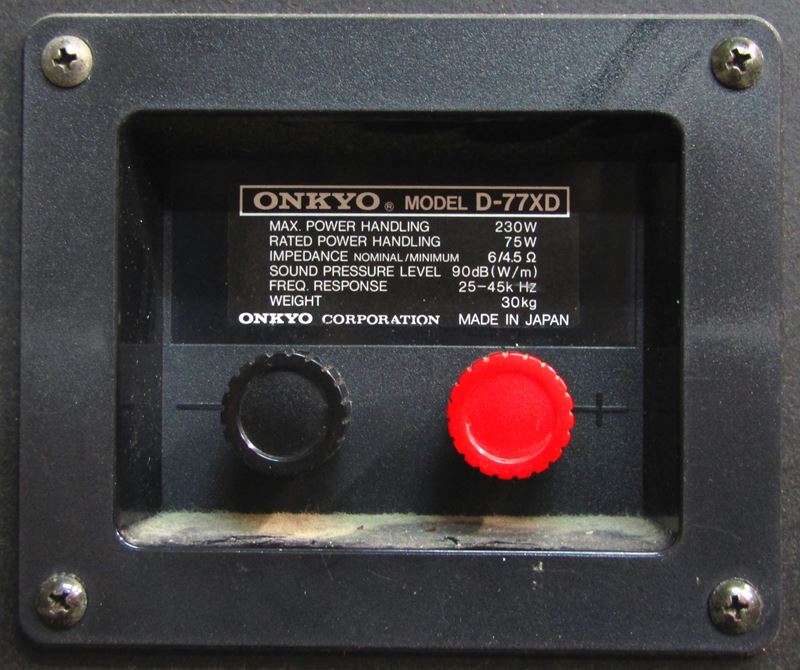 ONKYO® MODEL D-77XD
MAX. POWER HANDLING 230W
RATED POWER HANDLING 75W
IMPEDANCE NOMINAL/MINIMUM 6/4.5 Ω
SOUND PRESSURE LEVEL 90dB(W/m)
FREQ. RESPONSE 25-45k Hz
WEIGHT 30kg
ONKYO CORPORATION MADE IN JAPAN
− +